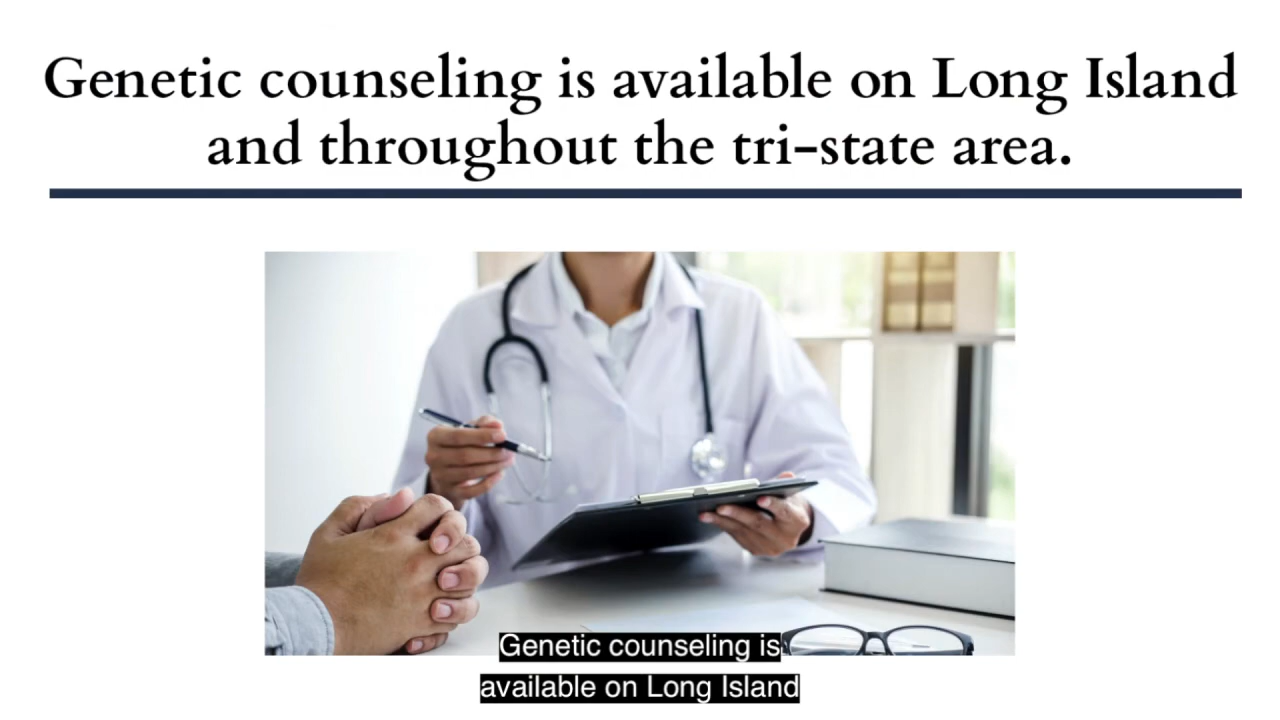 Genetic counseling is available on Long Island
and throughout the tri-state area.
Genetic counseling is
available on Long Island